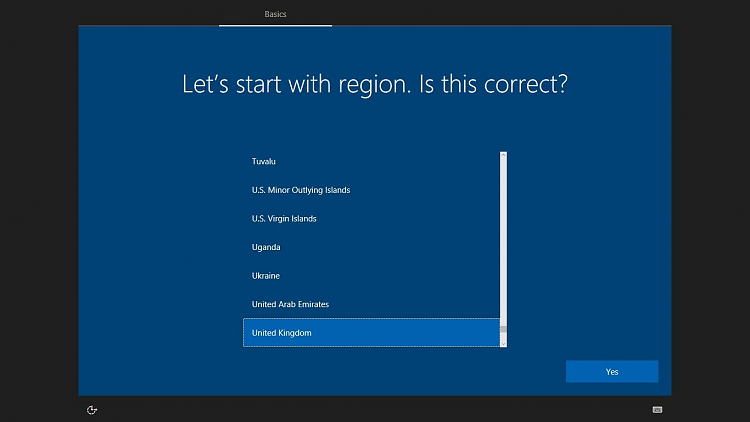 Basics
Let's start with region. Is this correct?
Tuvalu
U.S. Minor Outlying Islands
U.S. Virgin Islands
Uganda
Ukraine
United Arab Emirates
United Kingdom
Yes